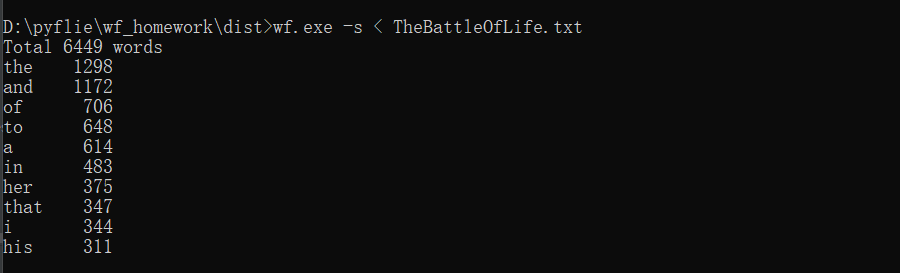 D:\pyflie\wf_homework\dist>wf.exe -s < TheBattleOfLife.txt
Total 6449 words
the 1298
and 1172
of 706
to 648
a 614
in 483
her 375
that 347
i 344
his 311